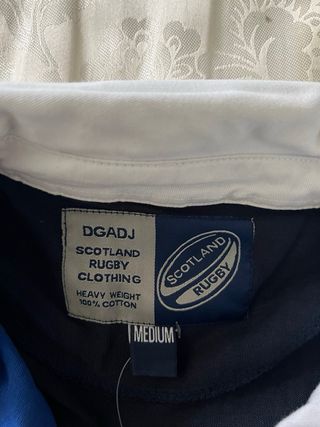 DGADJ
SCOTLAND
RUGBY
CLOTHING
HEAVY WEIGHT
100% COTTON
SCOTLAND
RUGBY
MEDIUM